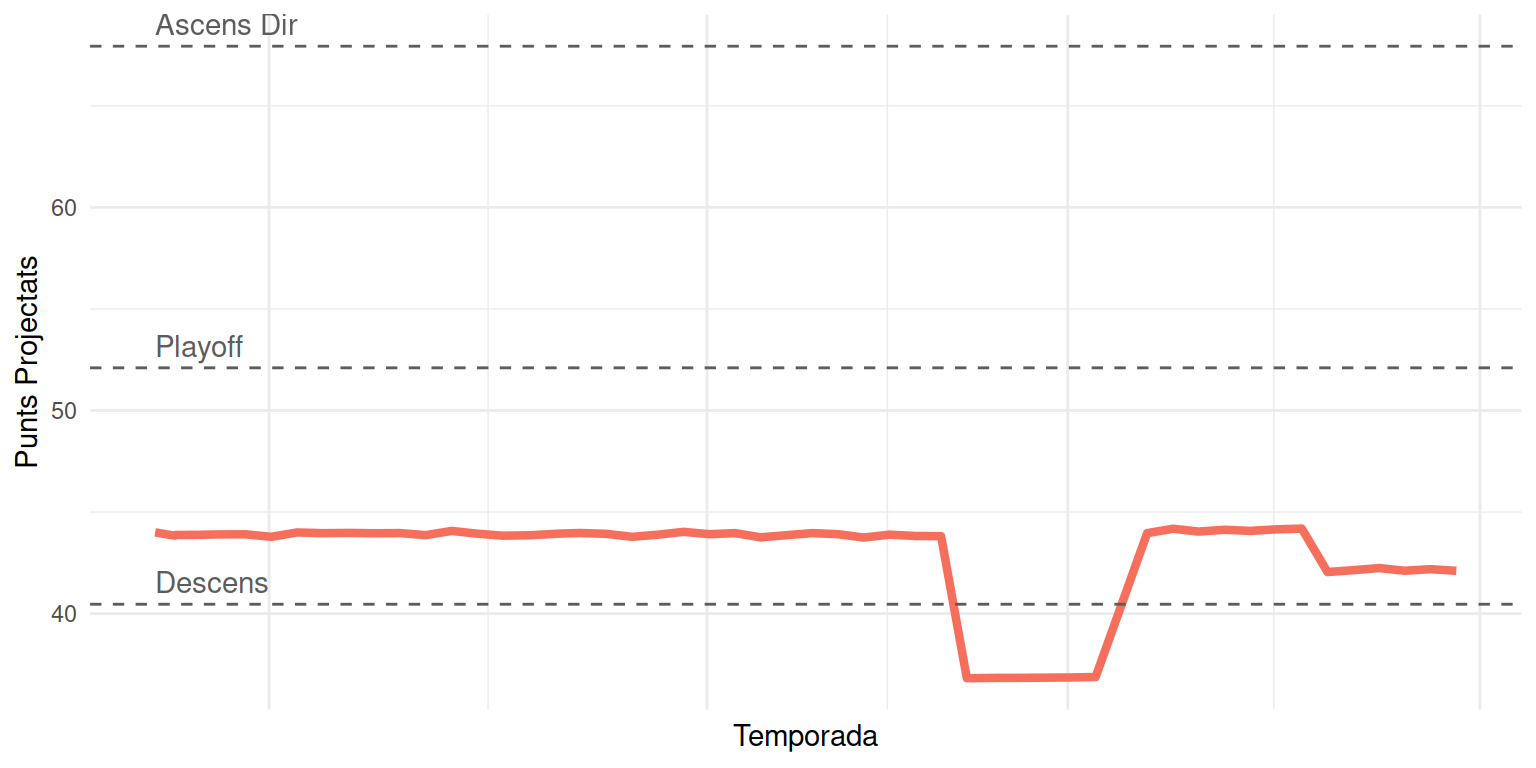 Ascens Dir
60
Playoff
50
Descens
40
Punts Projectats
Temporada